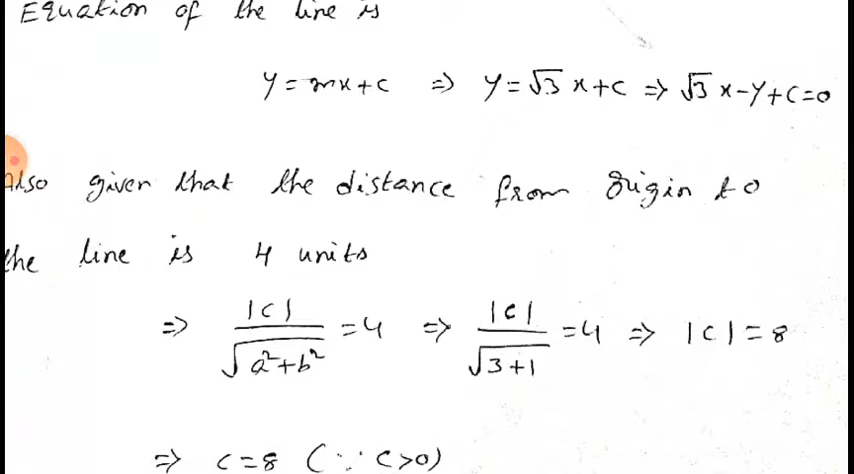 Equation of the line is
y = mx + c ⇒ y = √3 x + c ⇒ √3 x - y + c = 0
Also given that the distance from origin to
the line is 4 units
⇒ |c| / √(a² + b²) = 4 ⇒ |c| / √(3+1) = 4 ⇒ |c| = 8
⇒ c = 8 (∵ c > 0)